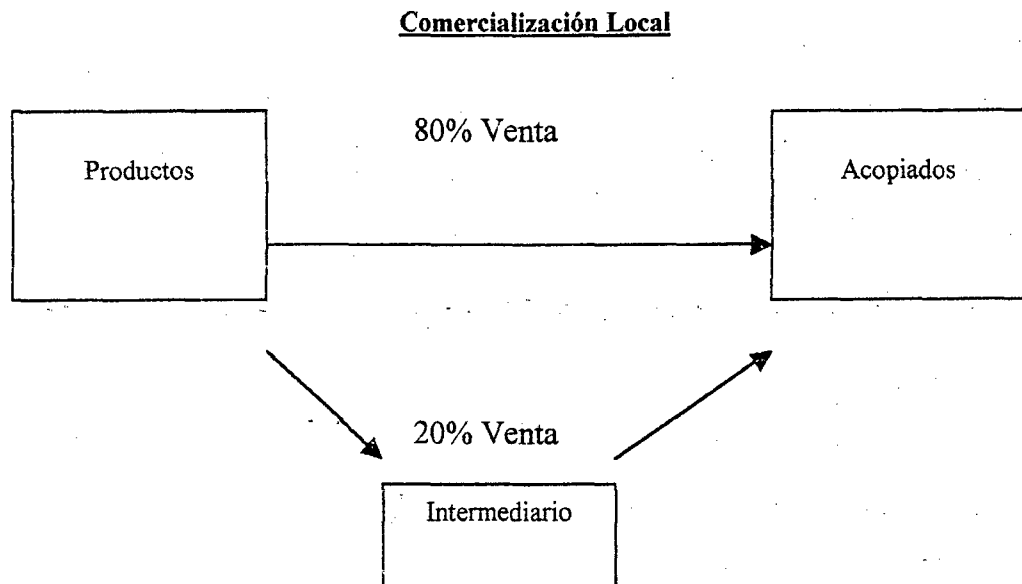 Comercialización Local
80% Venta
Productos
Acopiados
20% Venta
Intermediario